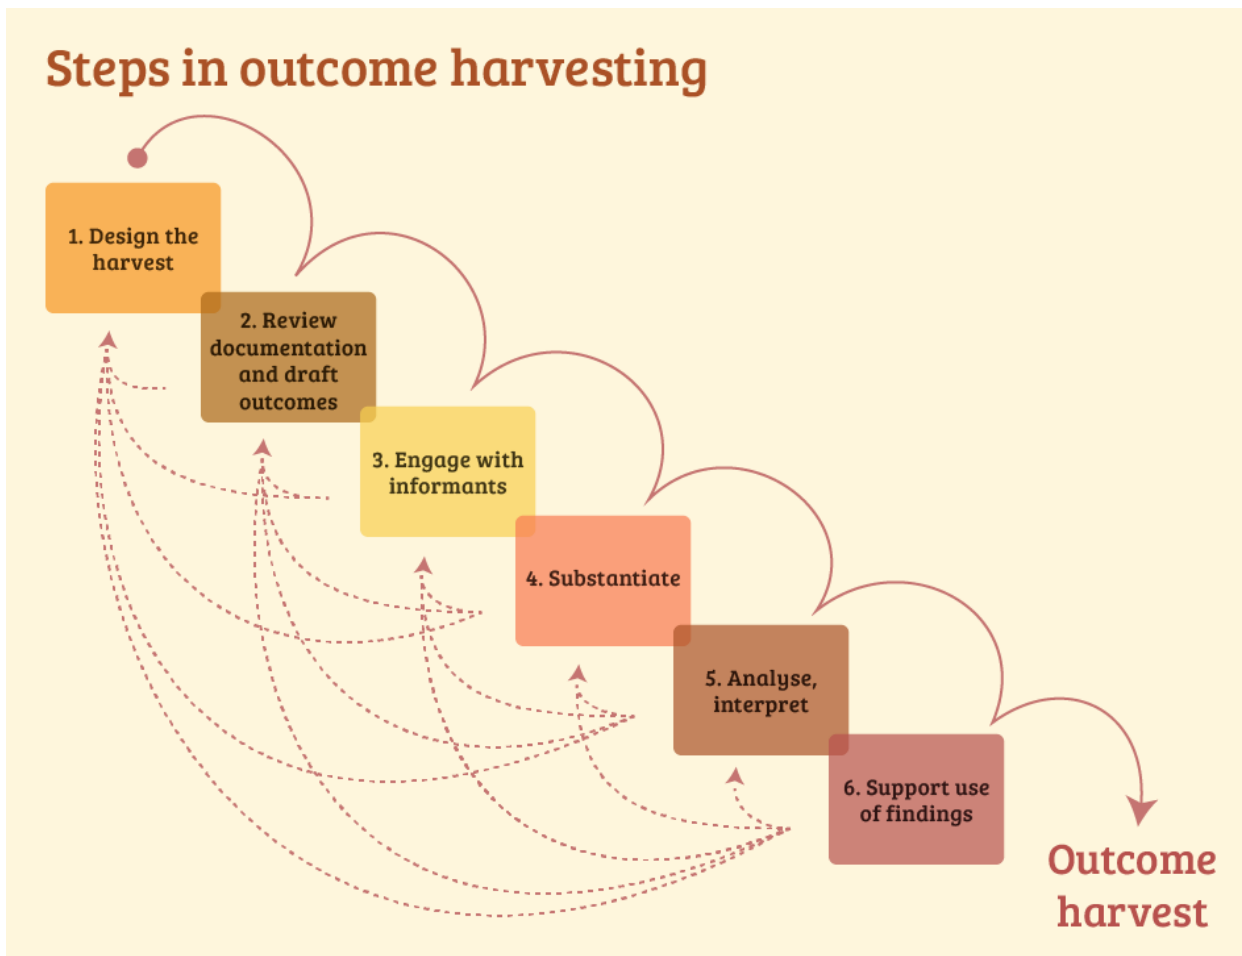 Steps in outcome harvesting
1. Design the
harvest
2. Review
documentation
and draft
outcomes
3. Engage with
informants
4. Substantiate
5. Analyse,
interpret
6. Support use
of findings
Outcome
harvest